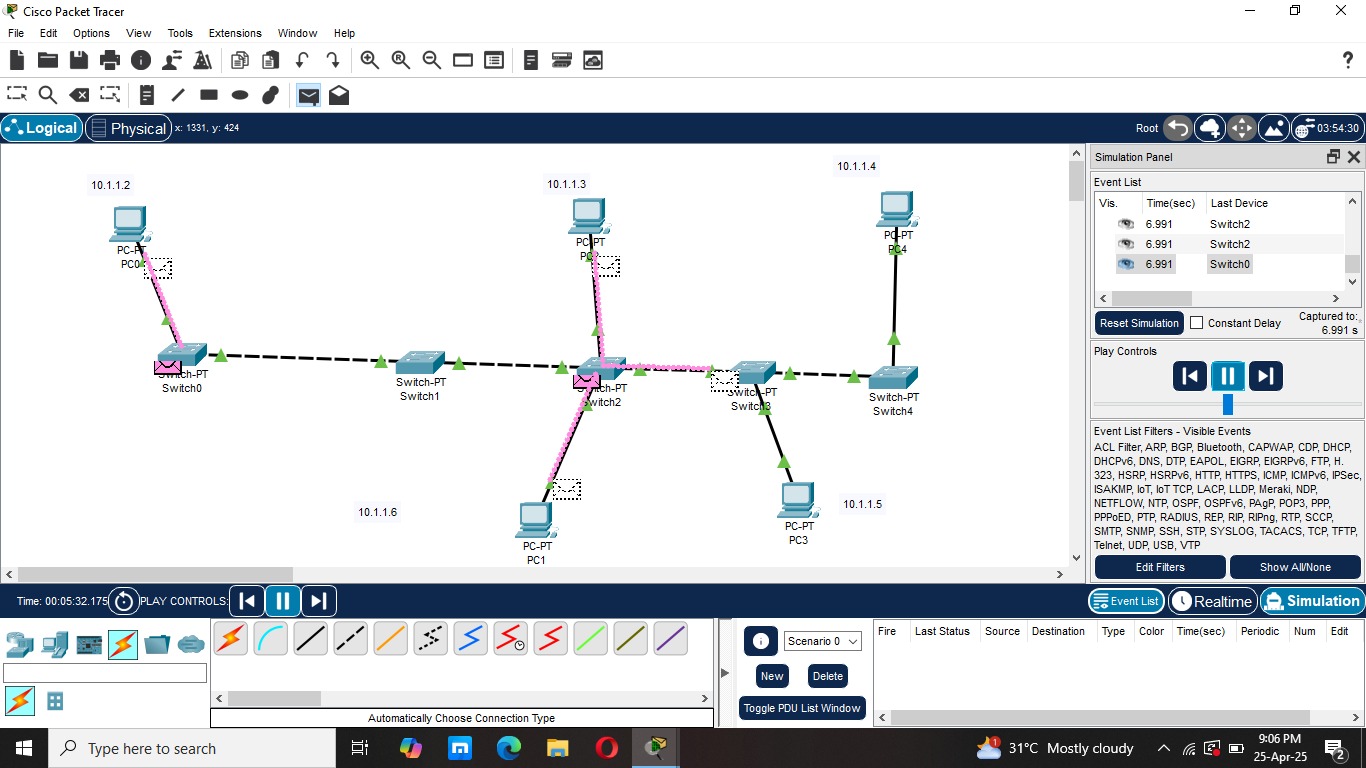 Cisco Packet Tracer
File Edit Options View Tools Extensions Window Help
?
Logical Physical x: 1331, y: 424 Root 03:54:30
Simulation Panel
Event List
Vis. Time(sec) Last Device
6.991 Switch2
6.991 Switch2
6.991 Switch0
Reset Simulation Constant Delay Captured to:
6.991 s
Play Controls
Event List Filters - Visible Events
ACL Filter, ARP, BGP, Bluetooth, CAPWAP, CDP, DHCP,
DHCPv6, DNS, DTP, EAPOL, EIGRP, EIGRPv6, FTP, H.
323, HSRP, HSRPv6, HTTP, HTTPS, ICMP, ICMPv6, IPSec,
ISAKMP, IoT, IoT TCP, LACP, LLDP, Meraki, NDP,
NETFLOW, NTP, OSPF, OSPFv6, PAgP, POP3, PPP,
PPPoED, PTP, RADIUS, REP, RIP, RIPng, RTP, SCCP,
SMTP, SNMP, SSH, STP, SYSLOG, TACACS, TCP, TFTP,
Telnet, UDP, USB, VTP
Edit Filters Show All/None
10.1.1.4
10.1.1.2
10.1.1.3
PC-PT
PC4
PC-PT
PC-PT
PC0
Switch-PT
Switch0
Switch-PT
Switch1
Switch-PT
Switch2
Switch-PT
Switch3
Switch-PT
Switch4
10.1.1.6
10.1.1.5
PC-PT
PC3
PC-PT
PC1
Time: 00:05:32.175 PLAY CONTROLS: Event List Realtime Simulation
Scenario 0
New Delete
Toggle PDU List Window
Fire Last Status Source Destination Type Color Time(sec) Periodic Num Edit
Automatically Choose Connection Type
Type here to search
1
31°C Mostly cloudy
9:06 PM
25-Apr-25
2